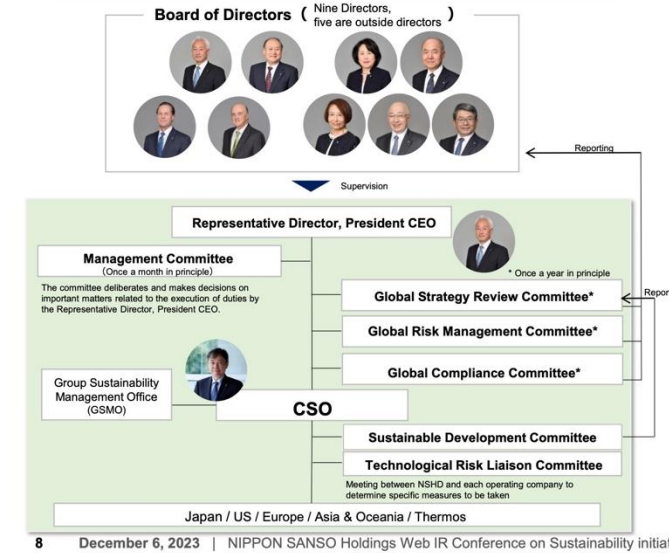 Board of Directors ( Nine Directors, five are outside directors )
Reporting
Supervision
Representative Director, President CEO
Management Committee
(Once a month in principle)
The committee deliberates and makes decisions on
important matters related to the execution of duties by
the Representative Director, President CEO.
* Once a year in principle
Global Strategy Review Committee*
Repor
Global Risk Management Committee*
Global Compliance Committee*
Group Sustainability
Management Office
(GSMO)
CSO
Sustainable Development Committee
Technological Risk Liaison Committee
Meeting between NSHD and each operating company to
determine specific measures to be taken
Japan / US / Europe / Asia & Oceania / Thermos
8 December 6, 2023 | NIPPON SANSO Holdings Web IR Conference on Sustainability initia